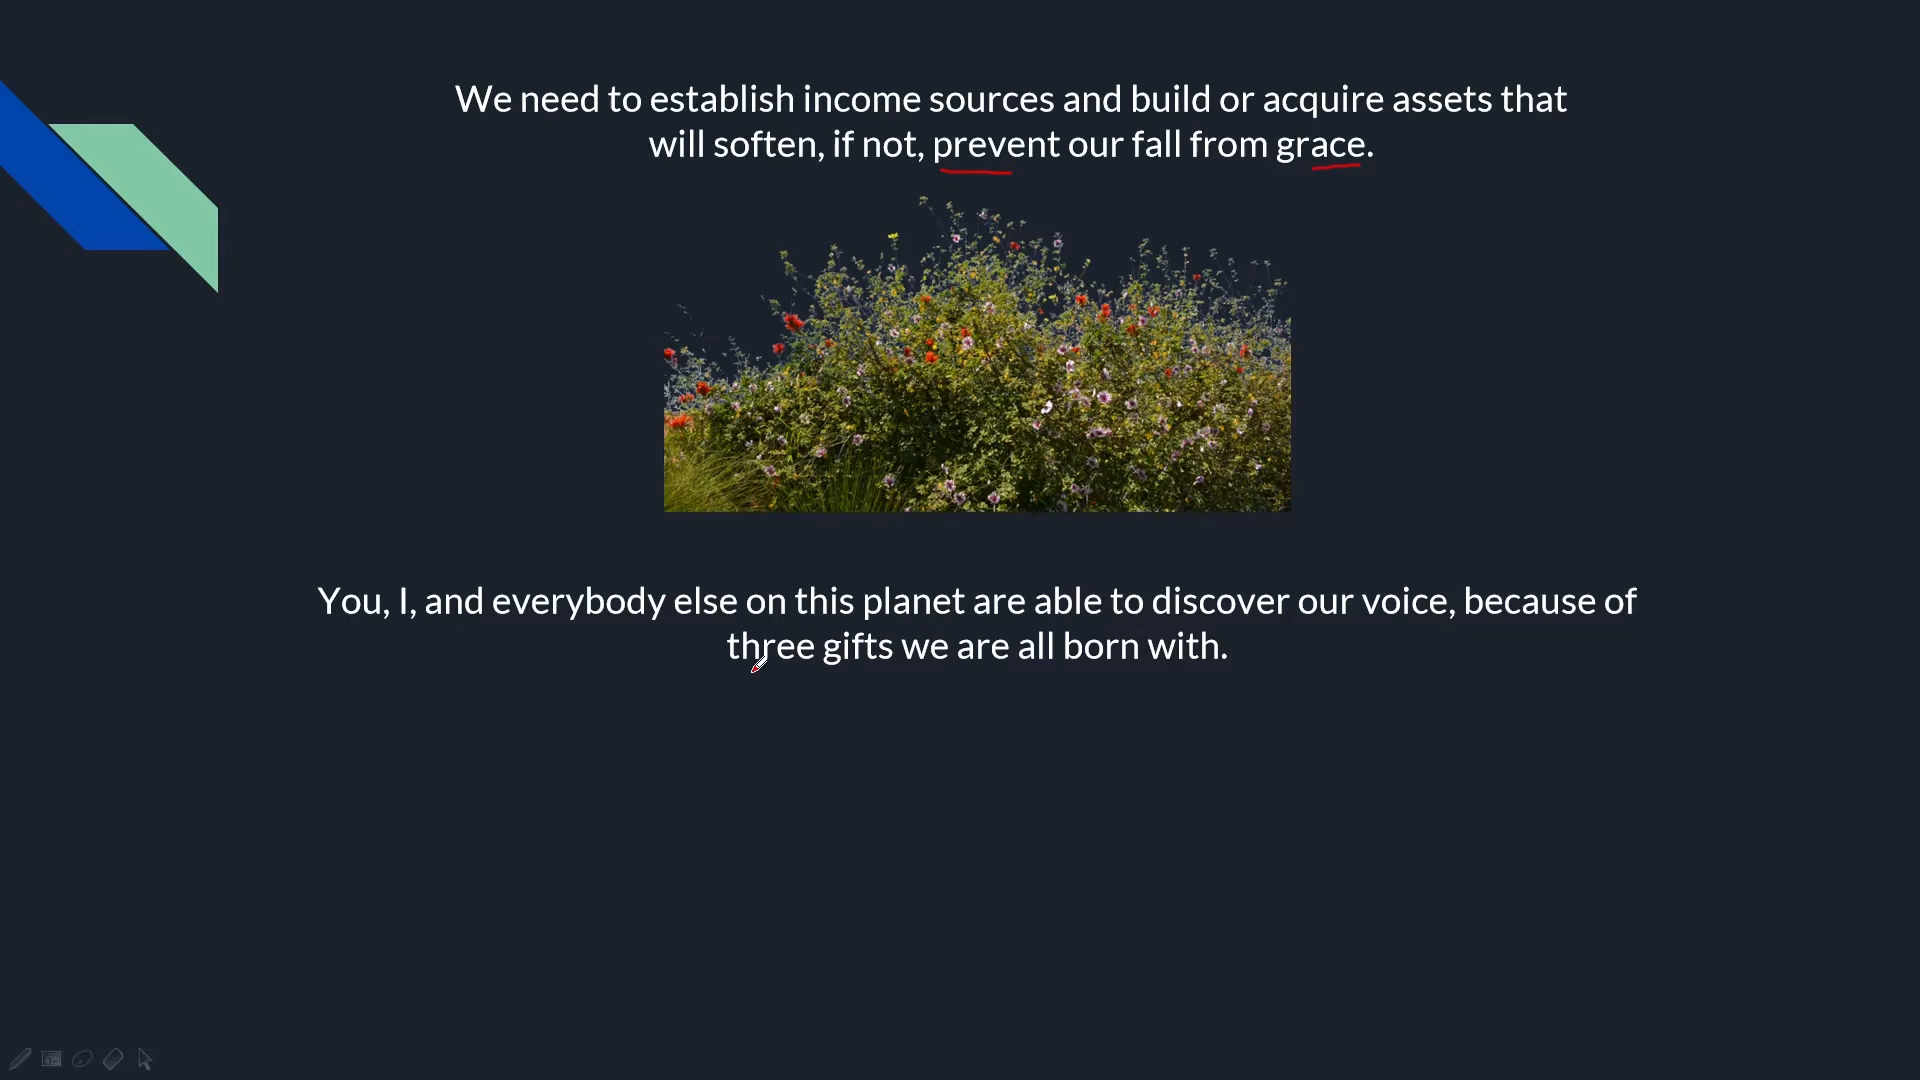 We need to establish income sources and build or acquire assets that
will soften, if not, prevent our fall from grace.
You, I, and everybody else on this planet are able to discover our voice, because of
three gifts we are all born with.